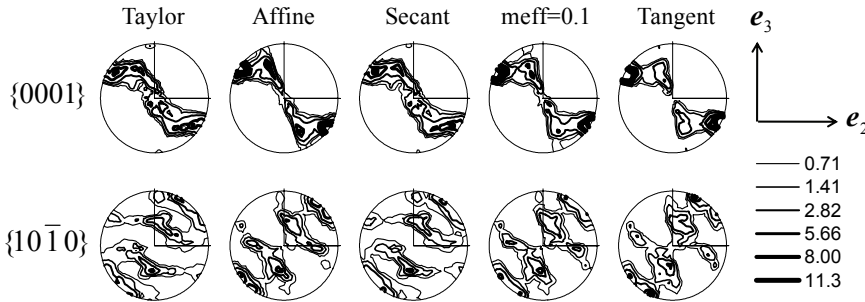 Taylor Affine Secant meff=0.1 Tangent
e₃
{0001}
e₂
0.71
1.41
2.82
5.66
8.00
11.3
{101̅0}